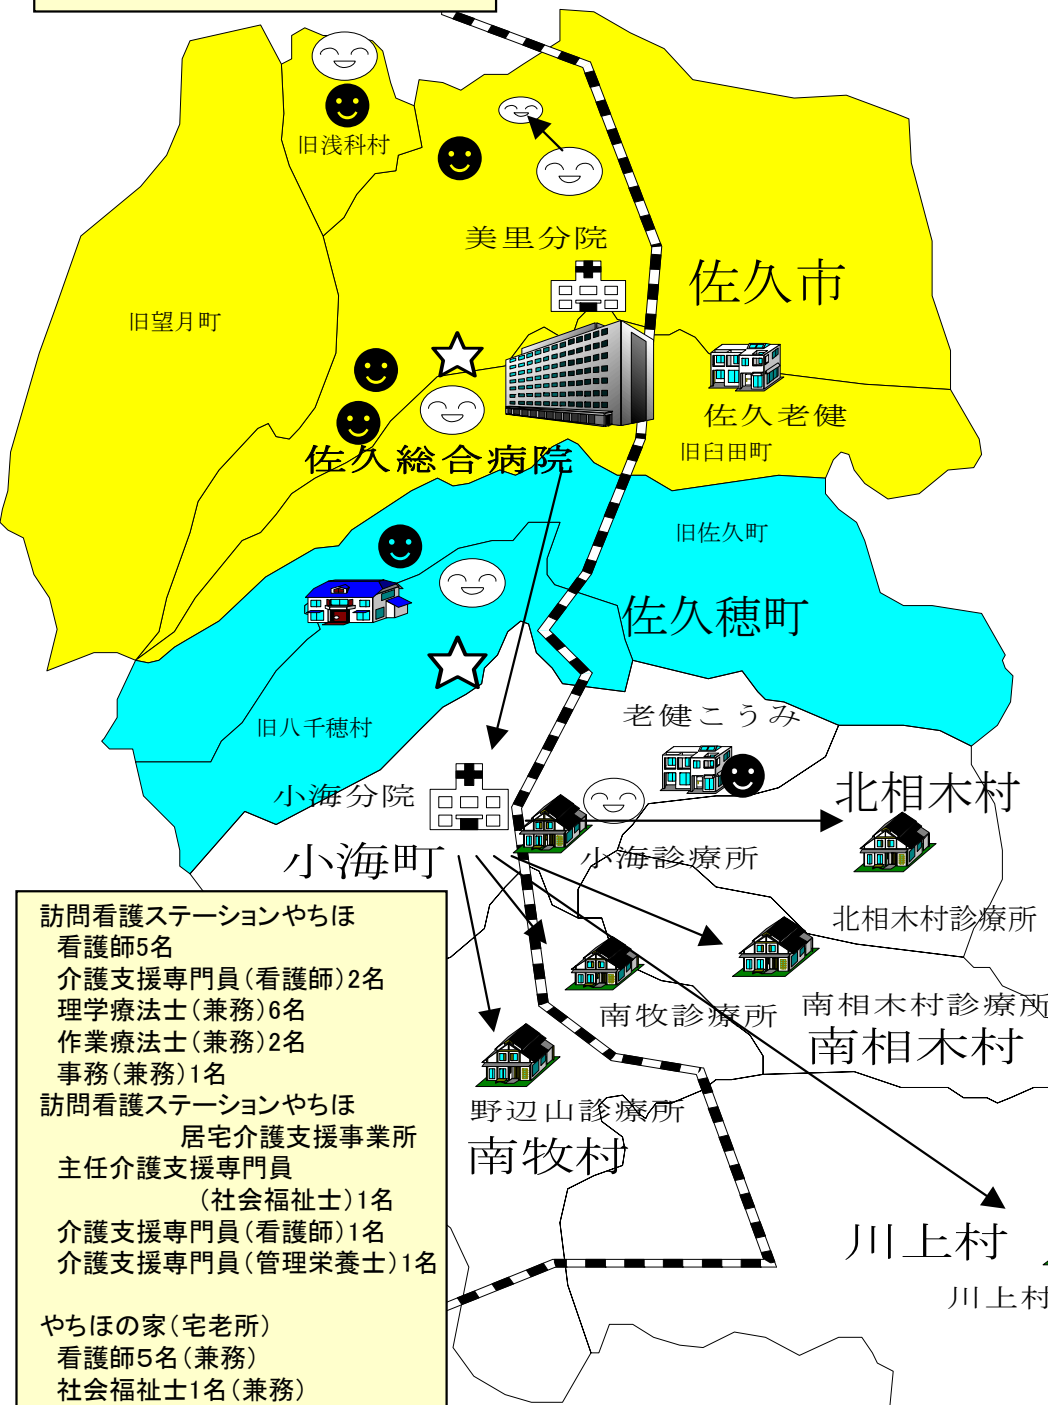 旧浅科村
美里分院
佐久市
旧望月町
佐久老健
佐久総合病院
旧臼田町
旧佐久町
佐久穂町
旧八千穂村
老健こうみ
小海分院
北相木村
小海町
小海診療所
北相木村診療所
南牧診療所
南相木村診療所
南相木村
野辺山診療所
南牧村
川上村
川上村
訪問看護ステーションやちほ
看護師5名
介護支援専門員(看護師)2名
理学療法士(兼務)6名
作業療法士(兼務)2名
事務(兼務)1名
訪問看護ステーションやちほ
居宅介護支援事業所
主任介護支援専門員
(社会福祉士)1名
介護支援専門員(看護師)1名
介護支援専門員(管理栄養士)1名
やちほの家(宅老所)
看護師5名(兼務)
社会福祉士1名(兼務)